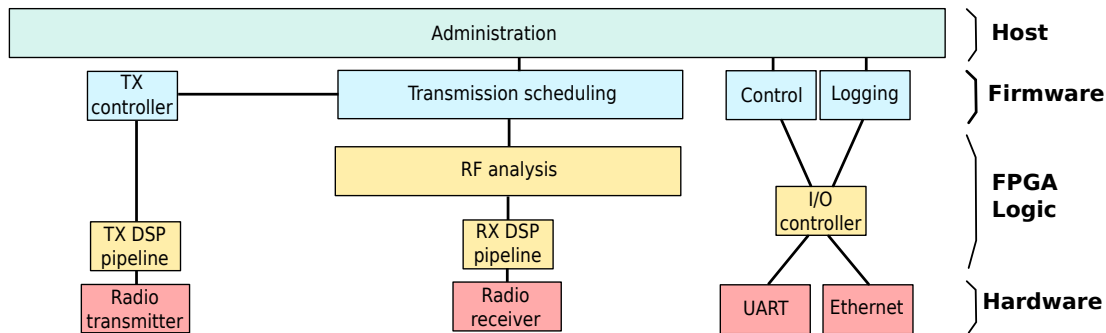 Administration
Host
TX
controller
Transmission scheduling
Control
Logging
Firmware
RF analysis
FPGA
Logic
I/O
controller
TX DSP
pipeline
RX DSP
pipeline
Radio
transmitter
Radio
receiver
UART
Ethernet
Hardware